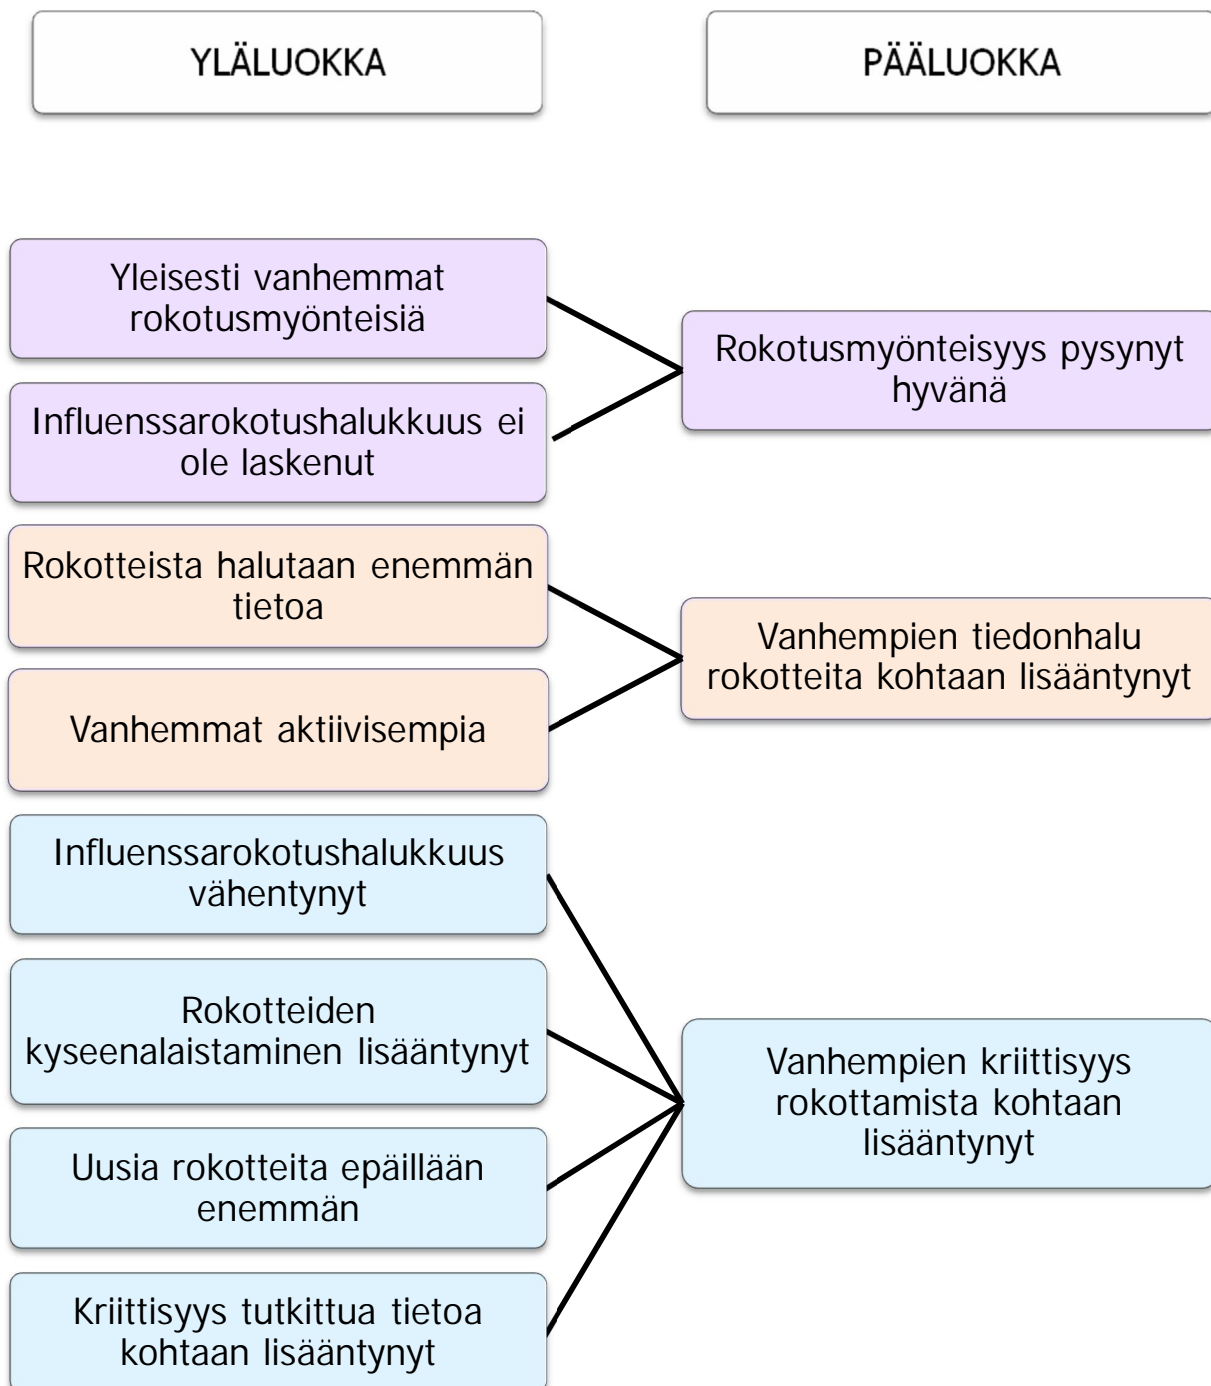 YLÄLUOKKA
PÄÄLUOKKA
Yleisesti vanhemmat
rokotusmyönteisiä
Influenssarokotushalukkuus ei
ole laskenut
Rokotusmyönteisyys pysynyt
hyvänä
Rokotteista halutaan enemmän
tietoa
Vanhemmat aktiivisempia
Vanhempien tiedonhalu
rokotteita kohtaan lisääntynyt
Influenssarokotushalukkuus
vähentynyt
Rokotteiden
kyseenalaistaminen lisääntynyt
Uusia rokotteita epäillään
enemmän
Kriittisyys tutkittua tietoa
kohtaan lisääntynyt
Vanhempien kriittisyys
rokottamista kohtaan
lisääntynyt